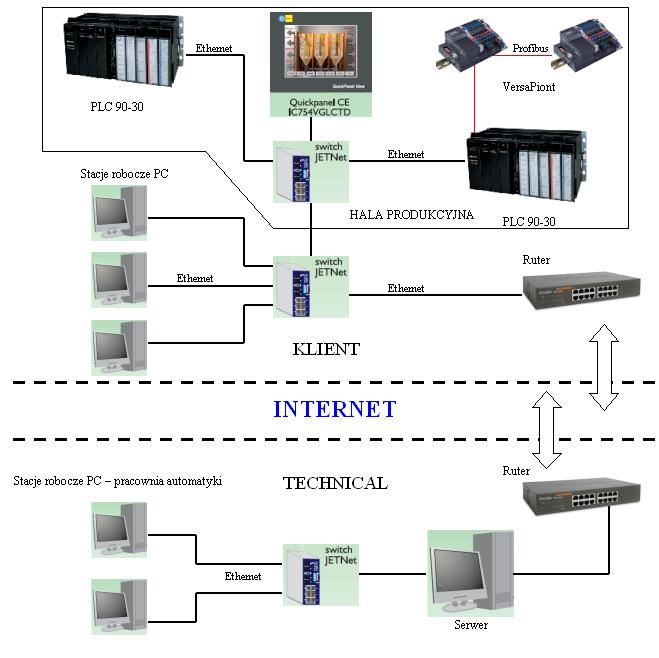 Ethernet
Profibus
VersaPiont
PLC 90-30
QuickPanel View
Quickpanel CE
IC754VGLCTD
switch
JETNet
Ethernet
HALA PRODUKCYJNA
PLC 90-30
Stacje robocze PC
Ethernet
switch
JETNet
Ethernet
Ruter
KLIENT
INTERNET
TECHNICAL
Stacje robocze PC – pracownia automatyki
Ruter
Ethernet
switch
JETNet
Serwer